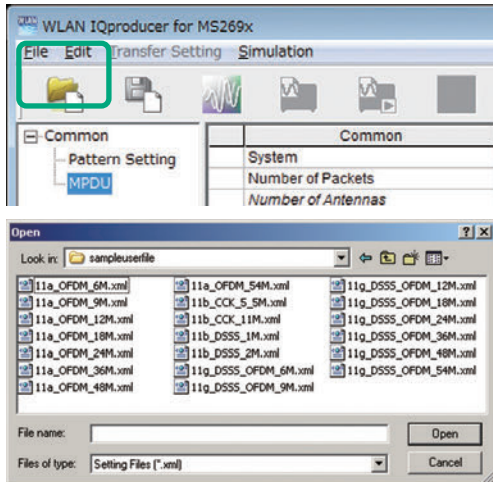 WLAN IQproducer for MS269x
File Edit Transfer Setting Simulation
Common
Pattern Setting
MPDU
Common
System
Number of Packets
Number of Antennas
Open
Look in: sampleuserfile
11a_OFDM_6M.xml 11a_OFDM_54M.xml 11g_DSSS_OFDM_12M.xml
11a_OFDM_9M.xml 11b_CCK_5_5M.xml 11g_DSSS_OFDM_18M.xml
11a_OFDM_12M.xml 11b_CCK_11M.xml 11g_DSSS_OFDM_24M.xml
11a_OFDM_18M.xml 11b_DSSS_1M.xml 11g_DSSS_OFDM_36M.xml
11a_OFDM_24M.xml 11b_DSSS_2M.xml 11g_DSSS_OFDM_48M.xml
11a_OFDM_36M.xml 11g_DSSS_OFDM_6M.xml 11g_DSSS_OFDM_54M.xml
11a_OFDM_48M.xml 11g_DSSS_OFDM_9M.xml
File name: Open
Files of type: Setting Files (*.xml) Cancel